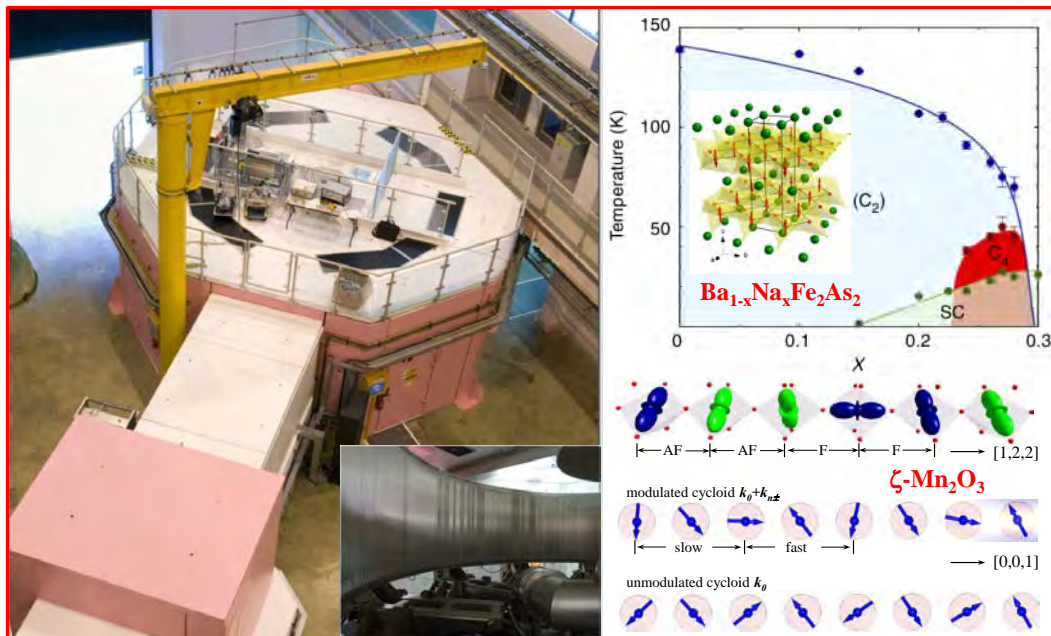 150
100
50
0
Temperature (K)
(C₂)
Ba₁₋ₓNaₓFe₂As₂
C₄
SC
0 0.1 0.2 0.3
X
AF AF F F [1,2,2]
ζ-Mn₂O₃
modulated cycloid k₀+kₙ±
slow fast
[0,0,1]
unmodulated cycloid k₀